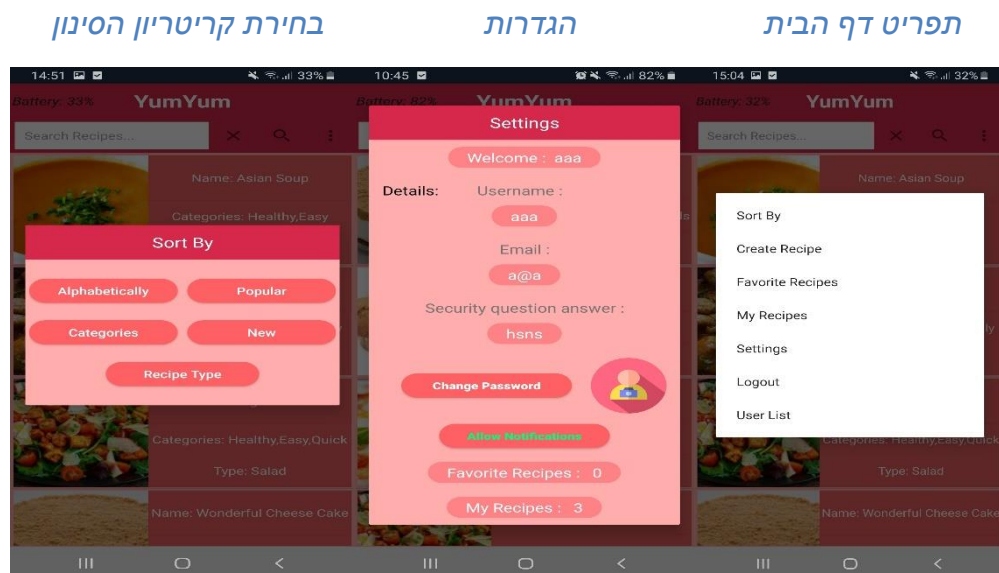 תפריט דף הבית
15:04 32%
Battery: 32% YumYum
Search Recipes...
Name: Asian Soup
Sort By
Create Recipe
Favorite Recipes
My Recipes
Settings
Logout
User List
Categories: Healthy,Easy,Quick
Type: Salad
Name: Wonderful Cheese Cake
הגדרות
10:45 82%
Battery: 82% YumYum
Settings
Welcome : aaa
Details: Username :
aaa
Email :
a@a
Security question answer :
hsns
Change Password
Allow Notifications
Favorite Recipes : 0
My Recipes : 3
בחירת קריטריון הסינון
14:51 33%
Battery: 33% YumYum
Search Recipes...
Name: Asian Soup
Categories: Healthy,Easy
Sort By
Alphabetically Popular
Categories New
Recipe Type
Categories: Healthy,Easy,Quick
Type: Salad
Name: Wonderful Cheese Cake